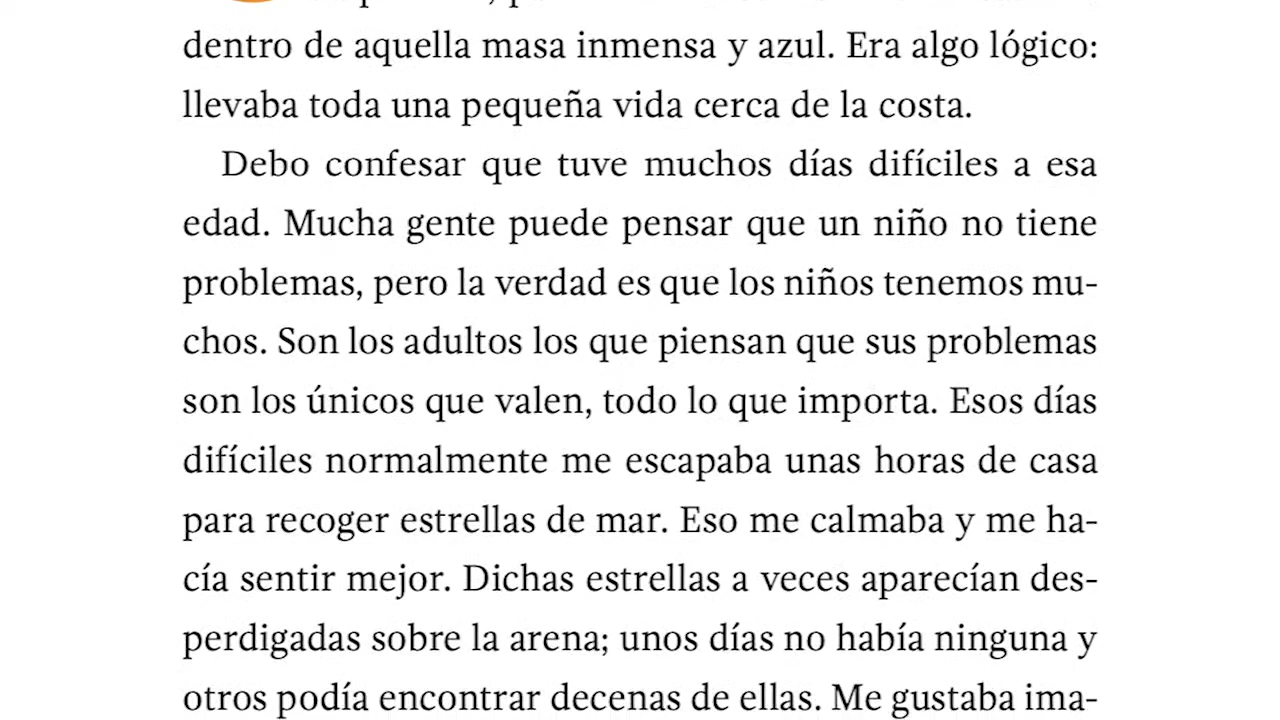 dentro de aquella masa inmensa y azul. Era algo lógico:
llevaba toda una pequeña vida cerca de la costa.
Debo confesar que tuve muchos días difíciles a esa
edad. Mucha gente puede pensar que un niño no tiene
problemas, pero la verdad es que los niños tenemos mu-
chos. Son los adultos los que piensan que sus problemas
son los únicos que valen, todo lo que importa. Esos días
difíciles normalmente me escapaba unas horas de casa
para recoger estrellas de mar. Eso me calmaba y me ha-
cía sentir mejor. Dichas estrellas a veces aparecían des-
perdigadas sobre la arena; unos días no había ninguna y
otros podía encontrar decenas de ellas. Me gustaba ima-